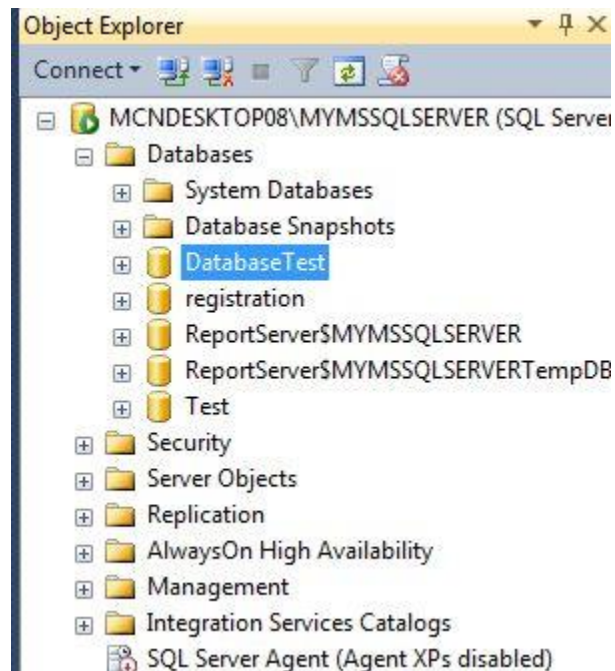 Object Explorer
Connect
MCNDESKTOP08\MYMSSQLSERVER (SQL Server
Databases
System Databases
Database Snapshots
DatabaseTest
registration
ReportServer$MYMSSQLSERVER
ReportServer$MYMSSQLSERVERTempDB
Test
Security
Server Objects
Replication
AlwaysOn High Availability
Management
Integration Services Catalogs
SQL Server Agent (Agent XPs disabled)